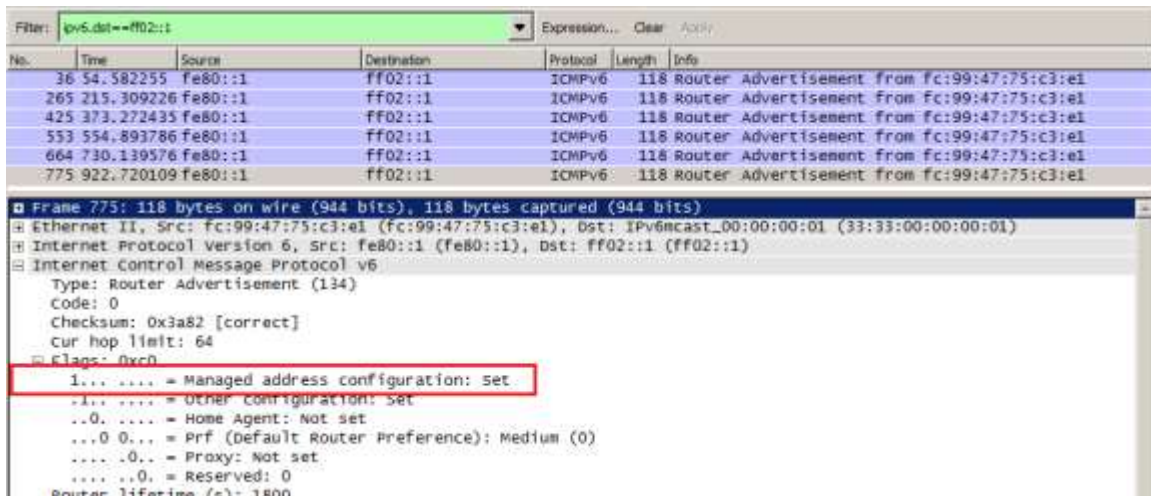 Filter: ipv6.dst==ff02::1 Expression... Clear Apply
No. Time Source Destination Protocol Length Info
36 54.582255 fe80::1 ff02::1 ICMPv6 118 Router Advertisement from fc:99:47:75:c3:e1
265 215.309226 fe80::1 ff02::1 ICMPv6 118 Router Advertisement from fc:99:47:75:c3:e1
425 373.272435 fe80::1 ff02::1 ICMPv6 118 Router Advertisement from fc:99:47:75:c3:e1
553 554.893786 fe80::1 ff02::1 ICMPv6 118 Router Advertisement from fc:99:47:75:c3:e1
664 730.139576 fe80::1 ff02::1 ICMPv6 118 Router Advertisement from fc:99:47:75:c3:e1
775 922.720109 fe80::1 ff02::1 ICMPv6 118 Router Advertisement from fc:99:47:75:c3:e1
Frame 775: 118 bytes on wire (944 bits), 118 bytes captured (944 bits)
Ethernet II, Src: fc:99:47:75:c3:e1 (fc:99:47:75:c3:e1), Dst: IPv6mcast_00:00:00:01 (33:33:00:00:00:01)
Internet Protocol Version 6, Src: fe80::1 (fe80::1), Dst: ff02::1 (ff02::1)
Internet Control Message Protocol v6
Type: Router Advertisement (134)
Code: 0
Checksum: 0x3a82 [correct]
Cur hop limit: 64
Flags: 0xc0
1... .... = Managed address configuration: Set
.1.. .... = Other configuration: Set
..0. .... = Home Agent: Not set
...0 0... = Prf (Default Router Preference): Medium (0)
.... .0.. = Proxy: Not set
.... ..0. = Reserved: 0
Router lifetime (s): 1800